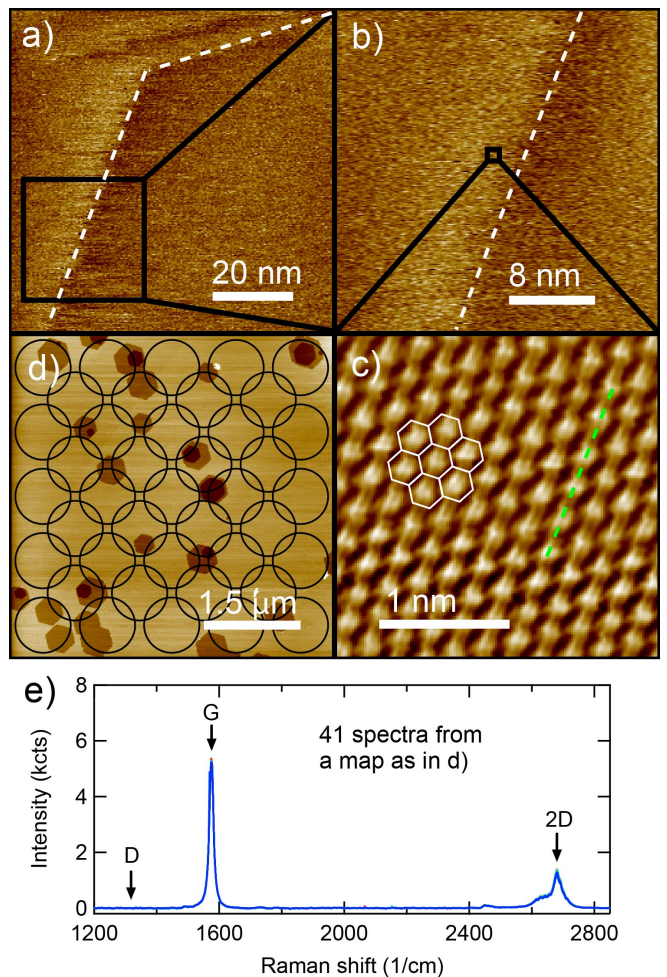 a)
20 nm
b)
8 nm
d)
1.5 µm
c)
1 nm
e)
Intensity (kcts)
8
6
4
2
0
G
41 spectra from
a map as in d)
D
2D
1200
1600
2000
2400
2800
Raman shift (1/cm)